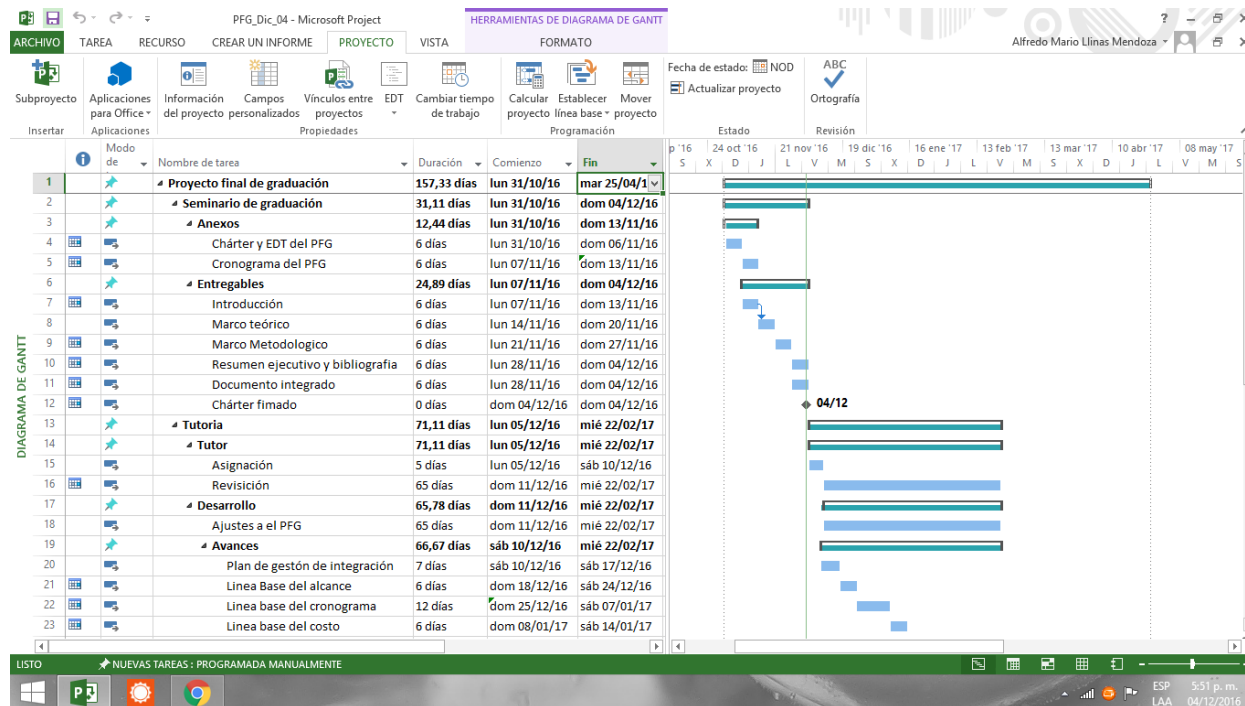 PFG_Dic_04 - Microsoft Project
HERRAMIENTAS DE DIAGRAMA DE GANTT
ARCHIVO TAREA RECURSO CREAR UN INFORME PROYECTO VISTA FORMATO
Alfredo Mario Llinas Mendoza
Subproyecto
Aplicaciones para Office
Información del proyecto
Campos personalizados
Vínculos entre proyectos
EDT
Cambiar tiempo de trabajo
Calcular proyecto
Establecer línea base
Mover proyecto
Fecha de estado: NOD
Actualizar proyecto
ABC
Ortografía
Insertar Aplicaciones Propiedades Programación Estado Revisión
Modo de Nombre de tarea Duración Comienzo Fin
p '16 24 oct '16 21 nov '16 19 dic '16 16 ene '17 13 feb '17 13 mar '17 10 abr '17 08 may '17
S X D J L V M S X D J L V M S X D J L V M S
1 Proyecto final de graduación 157,33 días lun 31/10/16 mar 25/04/1
2 Seminario de graduación 31,11 días lun 31/10/16 dom 04/12/16
3 Anexos 12,44 días lun 31/10/16 dom 13/11/16
4 Chárter y EDT del PFG 6 días lun 31/10/16 dom 06/11/16
5 Cronograma del PFG 6 días lun 07/11/16 dom 13/11/16
6 Entregables 24,89 días lun 07/11/16 dom 04/12/16
7 Introducción 6 días lun 07/11/16 dom 13/11/16
8 Marco teórico 6 días lun 14/11/16 dom 20/11/16
9 Marco Metodologico 6 días lun 21/11/16 dom 27/11/16
10 Resumen ejecutivo y bibliografia 6 días lun 28/11/16 dom 04/12/16
11 Documento integrado 6 días lun 28/11/16 dom 04/12/16
12 Chárter fimado 0 días dom 04/12/16 dom 04/12/16 04/12
13 Tutoria 71,11 días lun 05/12/16 mié 22/02/17
14 Tutor 71,11 días lun 05/12/16 mié 22/02/17
15 Asignación 5 días lun 05/12/16 sáb 10/12/16
16 Revisición 65 días dom 11/12/16 mié 22/02/17
17 Desarrollo 65,78 días dom 11/12/16 mié 22/02/17
18 Ajustes a el PFG 65 días dom 11/12/16 mié 22/02/17
19 Avances 66,67 días sáb 10/12/16 mié 22/02/17
20 Plan de gestón de integración 7 días sáb 10/12/16 sáb 17/12/16
21 Linea Base del alcance 6 días dom 18/12/16 sáb 24/12/16
22 Linea base del cronograma 12 días dom 25/12/16 sáb 07/01/17
23 Linea base del costo 6 días dom 08/01/17 sáb 14/01/17
DIAGRAMA DE GANTT
LISTO NUEVAS TAREAS : PROGRAMADA MANUALMENTE
ESP 5:51 p. m.
LAA 04/12/2016